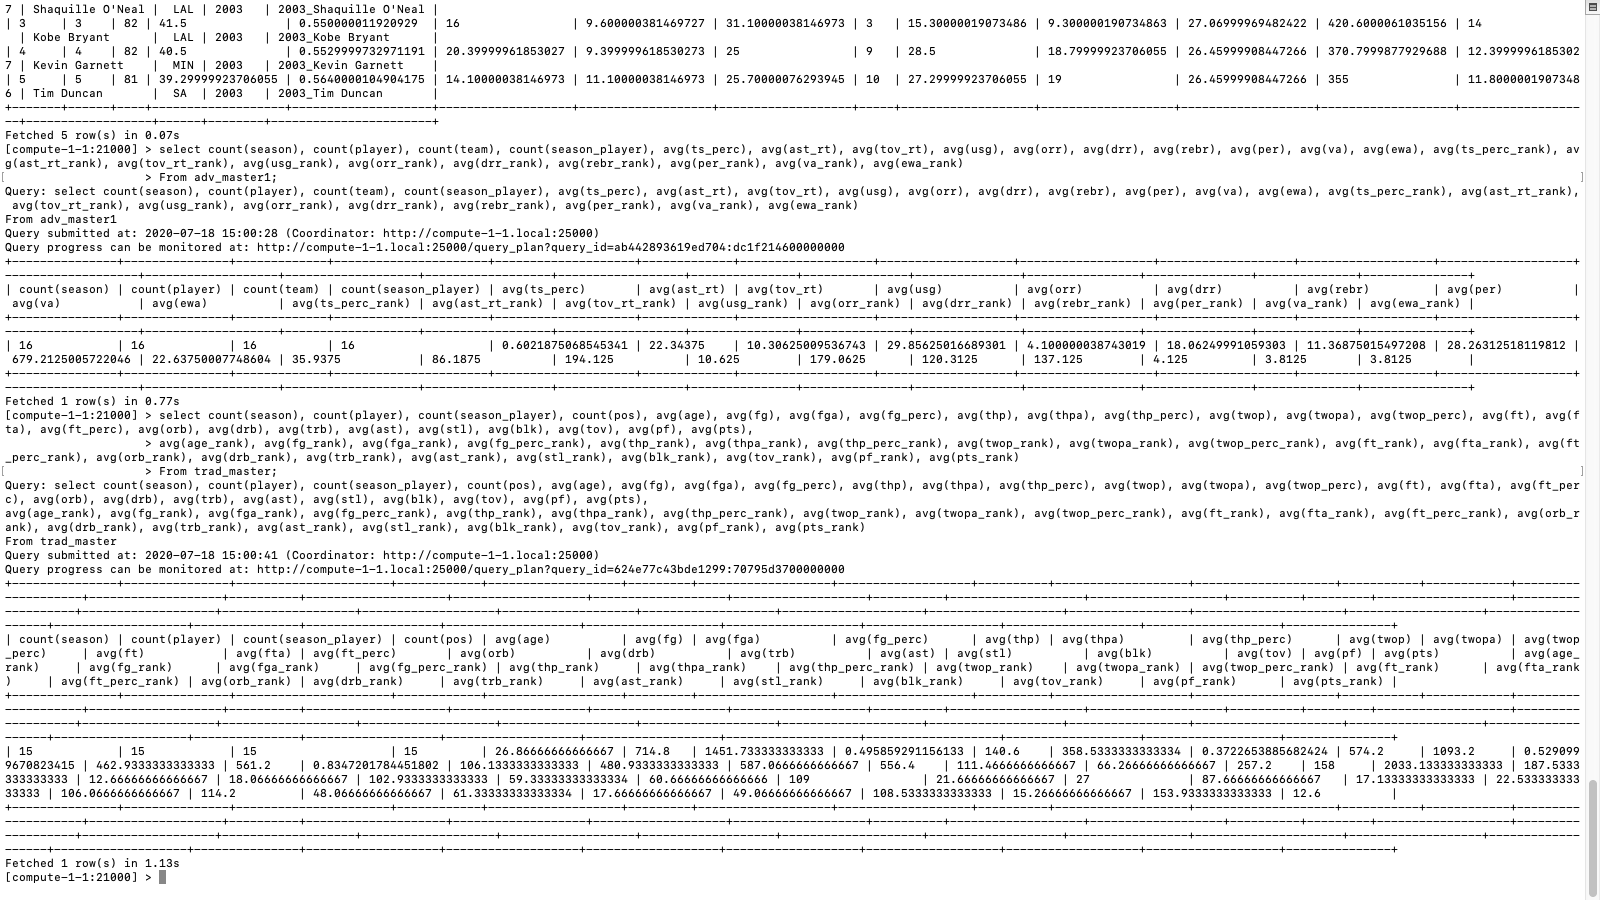 7 | Shaquille O'Neal | LAL | 2003 | 2003_Shaquille O'Neal |
| 3 | 3 | 82 | 41.5 | 0.550000011920929 | 16 | 9.600000381469727 | 31.10000038146973 | 3 | 15.30000019073486 | 9.300000190734863 | 27.06999969482422 | 420.6000061035156 | 14
| Kobe Bryant | LAL | 2003 | 2003_Kobe Bryant |
| 4 | 4 | 82 | 40.5 | 0.5529999732971191 | 20.39999961853027 | 9.399999618530273 | 25 | 9 | 28.5 | 18.79999923706055 | 26.45999908447266 | 370.7999877929688 | 12.3999996185302
7 | Kevin Garnett | MIN | 2003 | 2003_Kevin Garnett |
| 5 | 5 | 81 | 39.29999923706055 | 0.5640000104904175 | 14.10000038146973 | 11.10000038146973 | 25.70000076293945 | 10 | 27.29999923706055 | 19 | 26.45999908447266 | 355 | 11.8000001907348
6 | Tim Duncan | SA | 2003 | 2003_Tim Duncan |
Fetched 5 row(s) in 0.07s
[compute-1-1:21000] > select count(season), count(player), count(team), count(season_player), avg(ts_perc), avg(ast_rt), avg(tov_rt), avg(usg), avg(orr), avg(drr), avg(rebr), avg(per), avg(va), avg(ewa), avg(ts_perc_rank), av
g(ast_rt_rank), avg(tov_rt_rank), avg(usg_rank), avg(orr_rank), avg(drr_rank), avg(rebr_rank), avg(per_rank), avg(va_rank), avg(ewa_rank)
> From adv_master1;
Query: select count(season), count(player), count(team), count(season_player), avg(ts_perc), avg(ast_rt), avg(tov_rt), avg(usg), avg(orr), avg(drr), avg(rebr), avg(per), avg(va), avg(ewa), avg(ts_perc_rank), avg(ast_rt_rank),
avg(tov_rt_rank), avg(usg_rank), avg(orr_rank), avg(drr_rank), avg(rebr_rank), avg(per_rank), avg(va_rank), avg(ewa_rank)
From adv_master1
Query submitted at: 2020-07-18 15:00:28 (Coordinator: http://compute-1-1.local:25000)
Query progress can be monitored at: http://compute-1-1.local:25000/query_plan?query_id=ab442893619ed704:dc1f214600000000
| count(season) | count(player) | count(team) | count(season_player) | avg(ts_perc) | avg(ast_rt) | avg(tov_rt) | avg(usg) | avg(orr) | avg(drr) | avg(rebr) | avg(per) |
avg(va) | avg(ewa) | avg(ts_perc_rank) | avg(ast_rt_rank) | avg(tov_rt_rank) | avg(usg_rank) | avg(orr_rank) | avg(drr_rank) | avg(rebr_rank) | avg(per_rank) | avg(va_rank) | avg(ewa_rank) |
| 16 | 16 | 16 | 16 | 0.6021875068545341 | 22.34375 | 10.30625009536743 | 29.85625016689301 | 4.100000038743019 | 18.06249991059303 | 11.36875015497208 | 28.26312518119812 |
679.2125005722046 | 22.63750007748604 | 35.9375 | 86.1875 | 194.125 | 10.625 | 179.0625 | 120.3125 | 137.125 | 4.125 | 3.8125 | 3.8125 |
Fetched 1 row(s) in 0.77s
[compute-1-1:21000] > select count(season), count(player), count(season_player), count(pos), avg(age), avg(fg), avg(fga), avg(fg_perc), avg(thp), avg(thpa), avg(thp_perc), avg(twop), avg(twopa), avg(twop_perc), avg(ft), avg(f
ta), avg(ft_perc), avg(orb), avg(drb), avg(trb), avg(ast), avg(stl), avg(blk), avg(tov), avg(pf), avg(pts),
> avg(age_rank), avg(fg_rank), avg(fga_rank), avg(fg_perc_rank), avg(thp_rank), avg(thpa_rank), avg(thp_perc_rank), avg(twop_rank), avg(twopa_rank), avg(twop_perc_rank), avg(ft_rank), avg(fta_rank), avg(ft
_perc_rank), avg(orb_rank), avg(drb_rank), avg(trb_rank), avg(ast_rank), avg(stl_rank), avg(blk_rank), avg(tov_rank), avg(pf_rank), avg(pts_rank)
> From trad_master;
Query: select count(season), count(player), count(season_player), count(pos), avg(age), avg(fg), avg(fga), avg(fg_perc), avg(thp), avg(thpa), avg(thp_perc), avg(twop), avg(twopa), avg(twop_perc), avg(ft), avg(fta), avg(ft_per
c), avg(orb), avg(drb), avg(trb), avg(ast), avg(stl), avg(blk), avg(tov), avg(pf), avg(pts),
avg(age_rank), avg(fg_rank), avg(fga_rank), avg(fg_perc_rank), avg(thp_rank), avg(thpa_rank), avg(thp_perc_rank), avg(twop_rank), avg(twopa_rank), avg(twop_perc_rank), avg(ft_rank), avg(fta_rank), avg(ft_perc_rank), avg(orb_r
ank), avg(drb_rank), avg(trb_rank), avg(ast_rank), avg(stl_rank), avg(blk_rank), avg(tov_rank), avg(pf_rank), avg(pts_rank)
From trad_master
Query submitted at: 2020-07-18 15:00:41 (Coordinator: http://compute-1-1.local:25000)
Query progress can be monitored at: http://compute-1-1.local:25000/query_plan?query_id=624e77c43bde1299:70795d3700000000
| count(season) | count(player) | count(season_player) | count(pos) | avg(age) | avg(fg) | avg(fga) | avg(fg_perc) | avg(thp) | avg(thpa) | avg(thp_perc) | avg(twop) | avg(twopa) | avg(twop
_perc) | avg(ft) | avg(fta) | avg(ft_perc) | avg(orb) | avg(drb) | avg(trb) | avg(ast) | avg(stl) | avg(blk) | avg(tov) | avg(pf) | avg(pts) | avg(age_
rank) | avg(fg_rank) | avg(fga_rank) | avg(fg_perc_rank) | avg(thp_rank) | avg(thpa_rank) | avg(thp_perc_rank) | avg(twop_rank) | avg(twopa_rank) | avg(twop_perc_rank) | avg(ft_rank) | avg(fta_rank
) | avg(ft_perc_rank) | avg(orb_rank) | avg(drb_rank) | avg(trb_rank) | avg(ast_rank) | avg(stl_rank) | avg(blk_rank) | avg(tov_rank) | avg(pf_rank) | avg(pts_rank) |
| 15 | 15 | 15 | 15 | 26.86666666666667 | 714.8 | 1451.733333333333 | 0.495859291156133 | 140.6 | 358.5333333333334 | 0.3722653885682424 | 574.2 | 1093.2 | 0.529099
9670823415 | 462.9333333333333 | 561.2 | 0.8347201784451802 | 106.1333333333333 | 480.9333333333333 | 587.0666666666667 | 556.4 | 111.4666666666667 | 66.26666666666667 | 257.2 | 158 | 2033.133333333333 | 187.5333
333333333 | 12.66666666666667 | 18.06666666666667 | 102.9333333333333 | 59.33333333333334 | 60.66666666666666 | 109 | 21.66666666666667 | 27 | 87.66666666666667 | 17.13333333333333 | 22.533333333
33333 | 106.0666666666667 | 114.2 | 48.06666666666667 | 61.33333333333334 | 17.66666666666667 | 49.06666666666667 | 108.5333333333333 | 15.26666666666667 | 153.9333333333333 | 12.6 |
Fetched 1 row(s) in 1.13s
[compute-1-1:21000] >